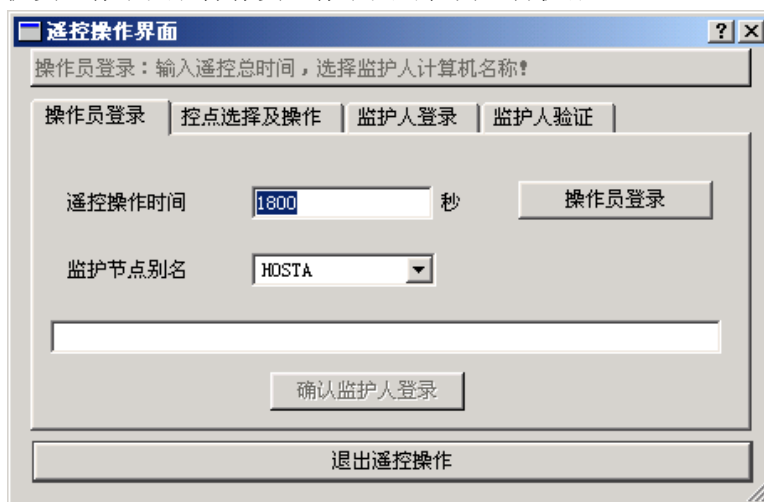 遥控操作界面
操作员登录：输入遥控总时间，选择监护人计算机名称！
操作员登录 控点选择及操作 监护人登录 监护人验证
遥控操作时间 1800 秒 操作员登录
监护节点别名 HOSTA
确认监护人登录
退出遥控操作